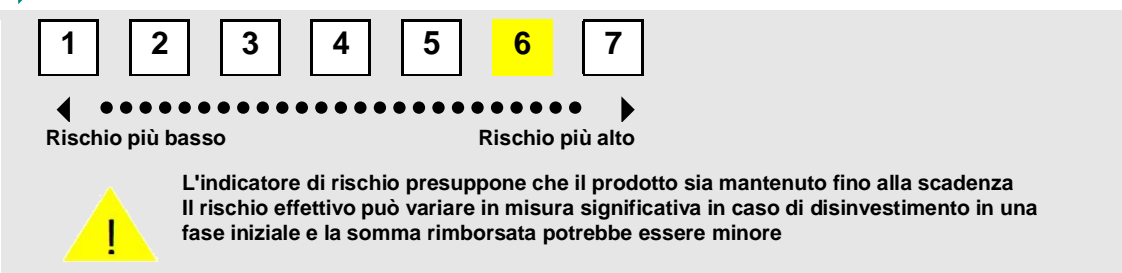 1 2 3 4 5 6 7
Rischio più basso Rischio più alto
L'indicatore di rischio presuppone che il prodotto sia mantenuto fino alla scadenza
Il rischio effettivo può variare in misura significativa in caso di disinvestimento in una
fase iniziale e la somma rimborsata potrebbe essere minore
!